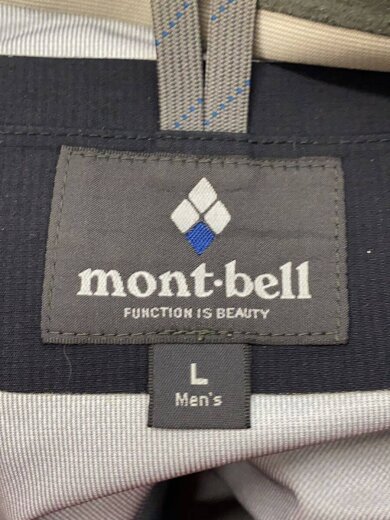 mont·bell
FUNCTION IS BEAUTY
L
Men's